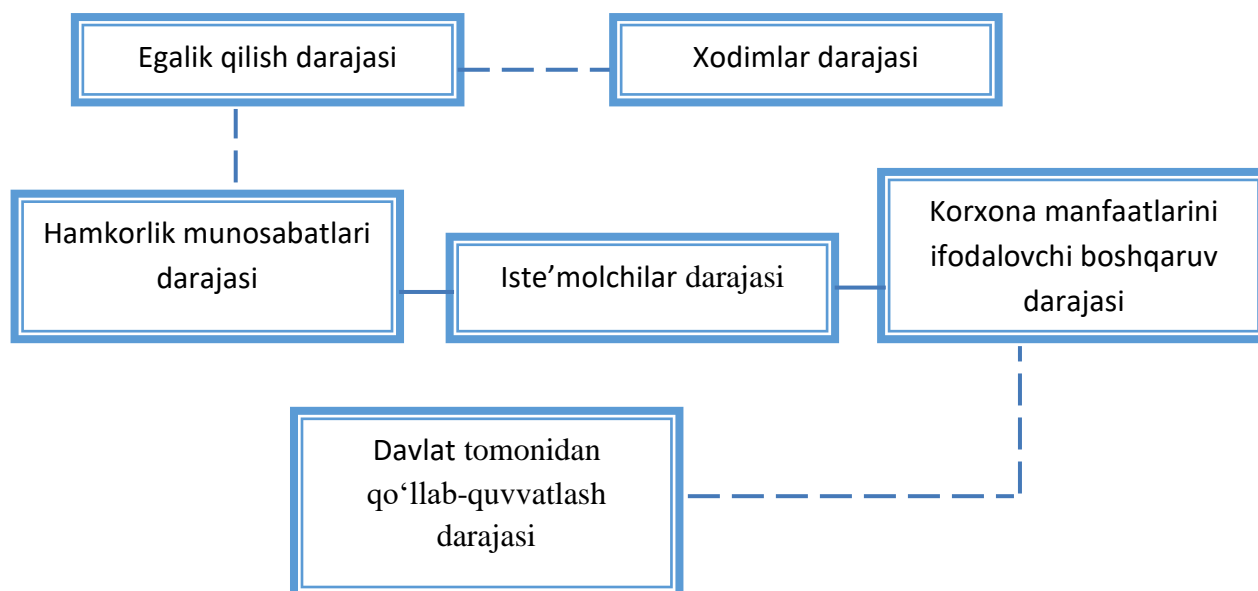 Egalik qilish darajasi
Xodimlar darajasi
Hamkorlik munosabatlari
darajasi
Iste’molchilar darajasi
Korxona manfaatlarini
ifodalovchi boshqaruv
darajasi
Davlat tomonidan
qo‘llab-quvvatlash
darajasi